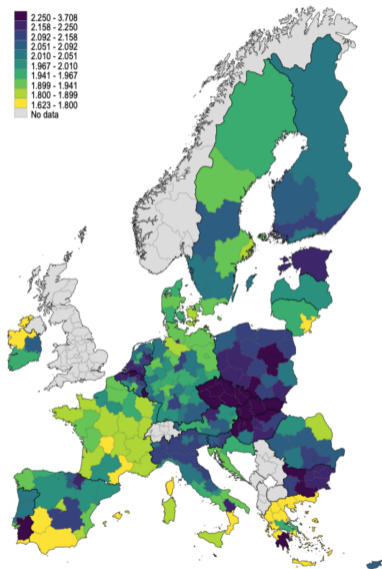 2.250 - 3.708
2.158 - 2.250
2.092 - 2.158
2.051 - 2.092
2.010 - 2.051
1.967 - 2.010
1.941 - 1.967
1.899 - 1.941
1.800 - 1.899
1.623 - 1.800
No data